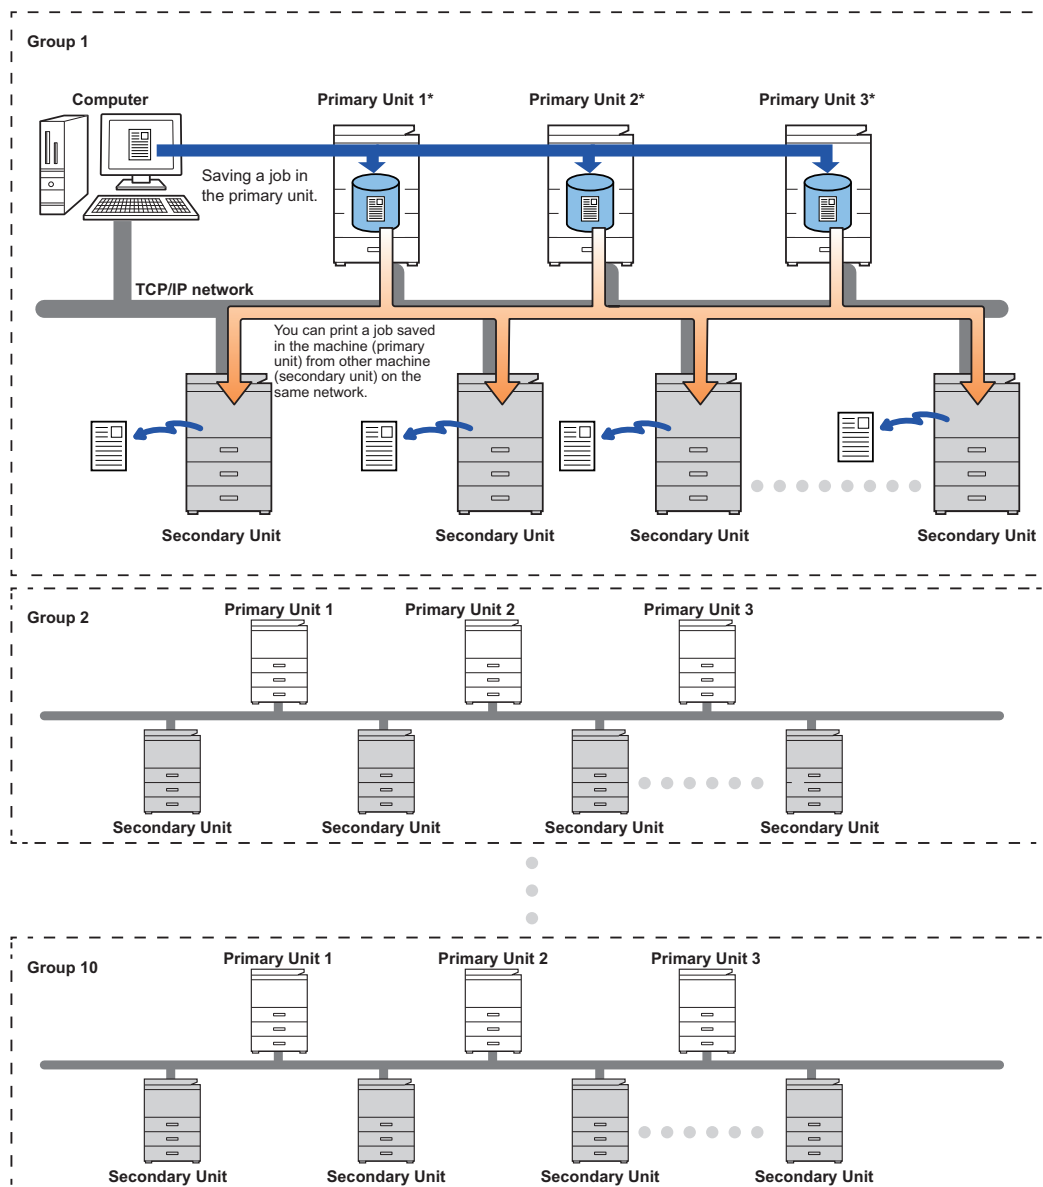 Group 1
Computer
Primary Unit 1*
Primary Unit 2*
Primary Unit 3*
Saving a job in
the primary unit.
TCP/IP network
You can print a job saved
in the machine (primary
unit) from other machine
(secondary unit) on the
same network.
Secondary Unit
Secondary Unit
Secondary Unit
Secondary Unit
Group 2
Primary Unit 1
Primary Unit 2
Primary Unit 3
Secondary Unit
Secondary Unit
Secondary Unit
Secondary Unit
Group 10
Primary Unit 1
Primary Unit 2
Primary Unit 3
Secondary Unit
Secondary Unit
Secondary Unit
Secondary Unit